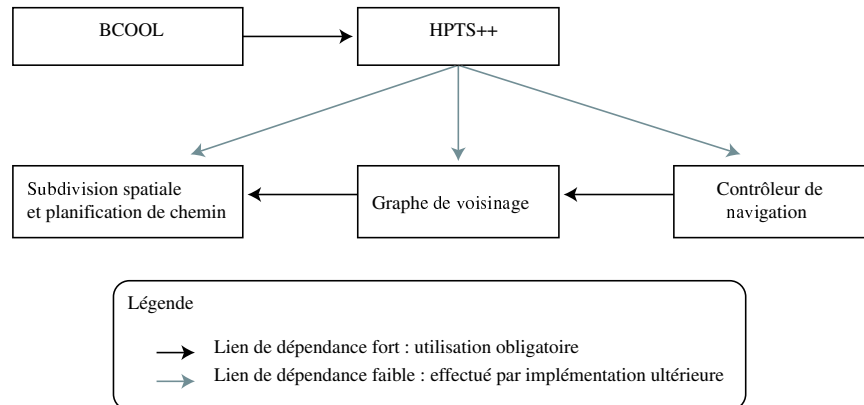 BCOOL
HPTS++
Subdivision spatiale
et planification de chemin
Graphe de voisinage
Contrôleur de
navigation
Légende
Lien de dépendance fort : utilisation obligatoire
Lien de dépendance faible : effectué par implémentation ultérieure